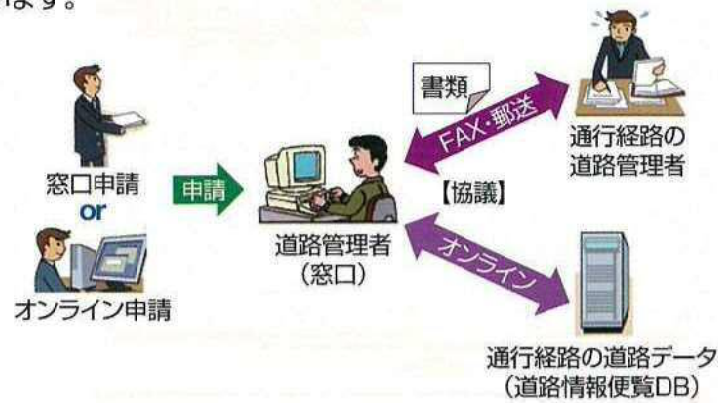 ます。
書類
FAX・郵送
通行経路の
道路管理者
窓口申請
or
オンライン申請
申請
道路管理者
（窓口）
【協議】
オンライン
通行経路の道路データ
（道路情報便覧DB）